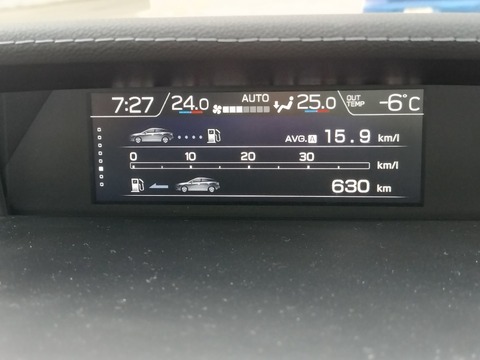 7:27 24.0 AUTO 25.0 OUT TEMP -6°C
AVG. A 15.9 km/l
0 10 20 30 km/l
630 km